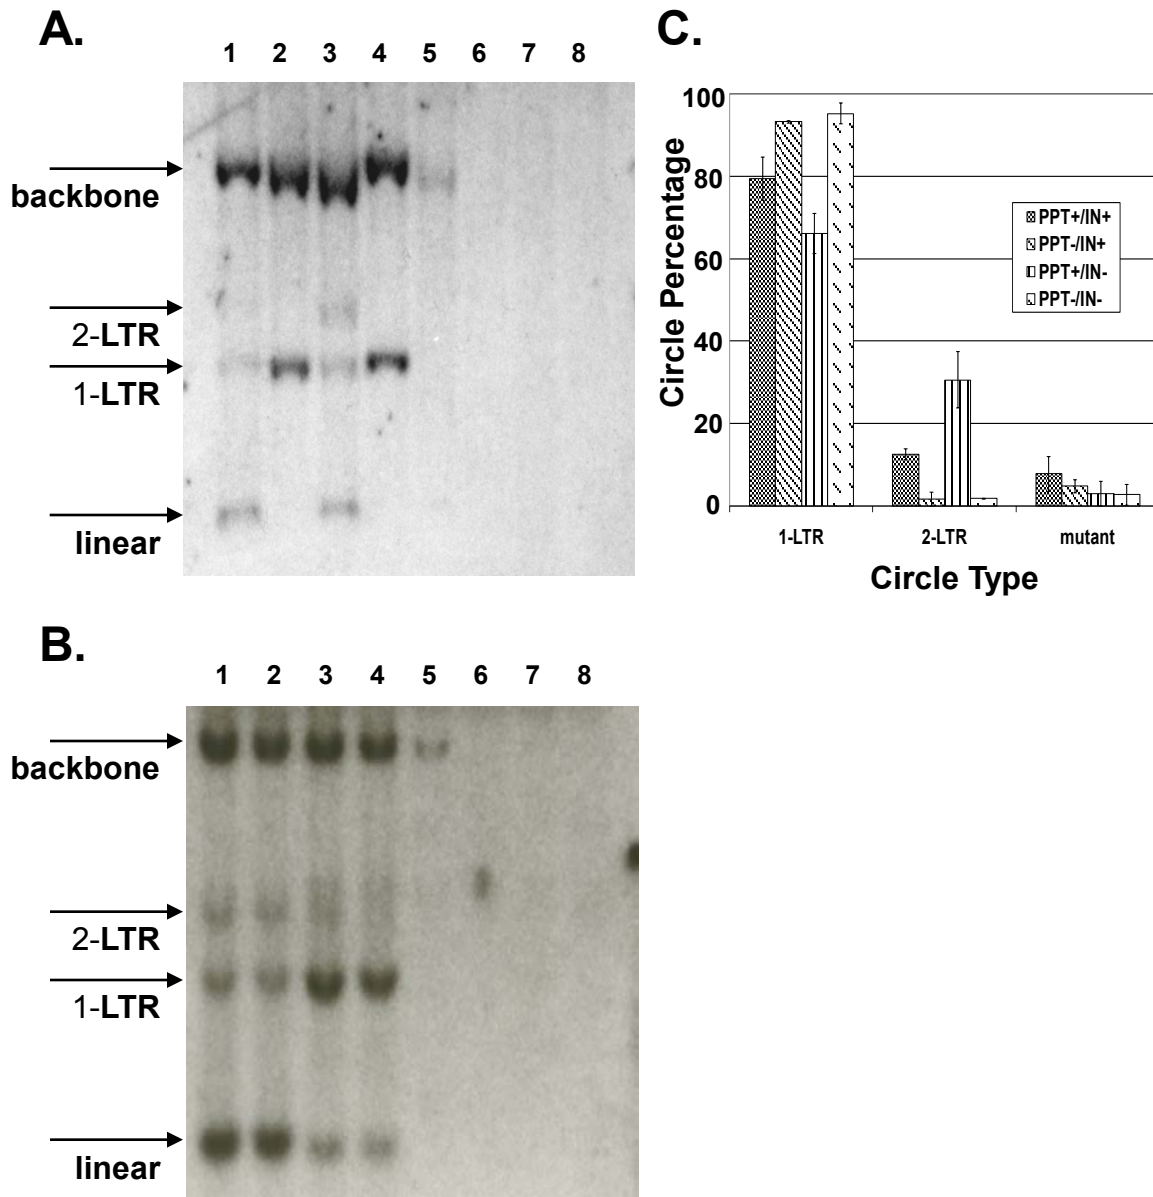 A.
1 2 3 4 5 6 7 8
backbone
2-LTR
1-LTR
linear
C.
100
80
60
40
20
0
Circle Percentage
PPT+/IN+
PPT-/IN+
PPT+/IN-
PPT-/IN-
1-LTR 2-LTR mutant
Circle Type
B.
1 2 3 4 5 6 7 8
backbone
2-LTR
1-LTR
linear